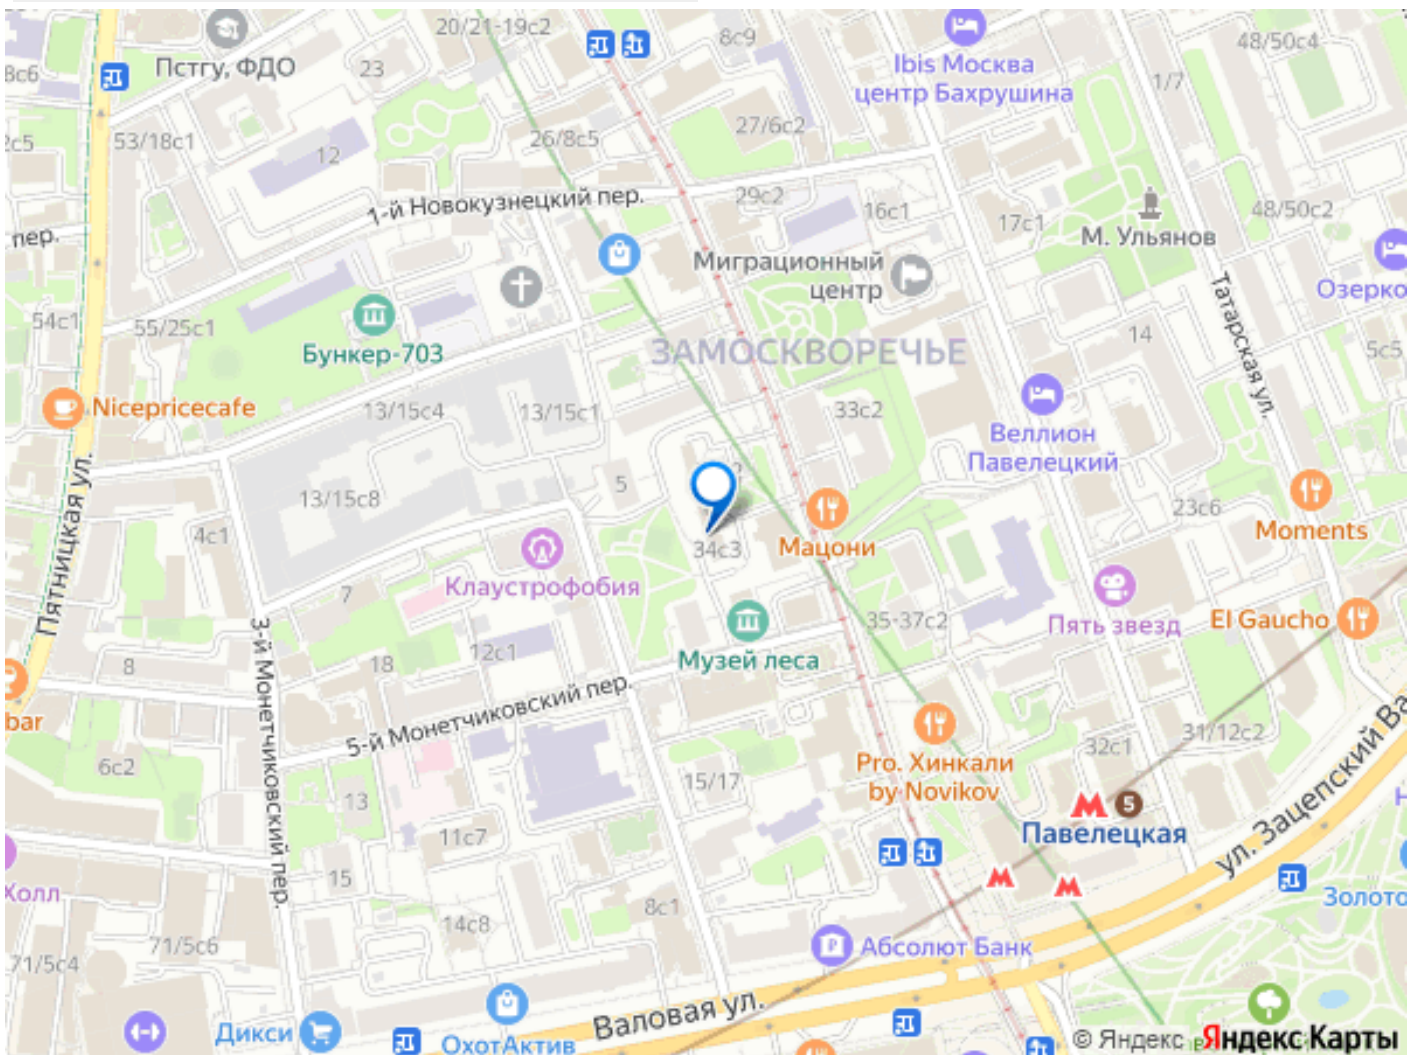 20/21-19с2
8с9
48/50с4
Пстгу, ФДО
23
8с6
Ibis Москва
центр Бахрушина
1/7
53/18с1
12
26/8с5
27/6с2
2с5
1-й Новокузнецкий пер.
29с2
16с1
17с1
48/50с2
пер.
М. Ульянов
Миграционный
центр
Татарская ул.
Озерко
54с1
55/25с1
Бункер-703
ЗАМОСКВОРЕЧЬЕ
14
5с5
Nicepricecafe
13/15с4
13/15с1
33с2
Веллион
Павелецкий
Пятницкая ул.
13/15с8
5
23с6
Moments
4с1
34с3
Мацони
Клаустрофобия
7
3-й Монетчиковский пер.
35-37с2
Пять звезд
El Gaucho
12с1
18
8
Музей леса
bar
5-й Монетчиковский пер.
6с2
Pro. Хинкали
by Novikov
32с1
31/12с2
15/17
13
5
Павелецкая
ул. Зацепский Ва
11с7
15
Холл
8с1
14с8
Золото
71/5с6
71/5с4
Абсолют Банк
Валовая ул.
Дикси
ОхотАктив
© Яндекс Яндекс Карты